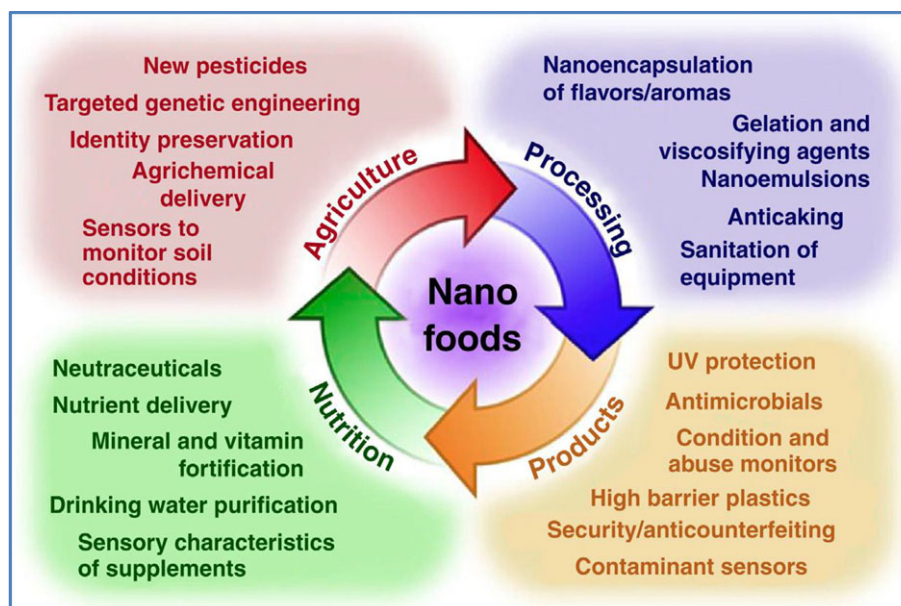 New pesticides
Targeted genetic engineering
Identity preservation
Agrichemical
delivery
Sensors to
monitor soil
conditions
Agriculture
Nanoencapsulation
of flavors/aromas
Gelation and
viscosifying agents
Nanoemulsions
Anticaking
Sanitation of
equipment
Processing
Nano
foods
Neutraceuticals
Nutrient delivery
Mineral and vitamin
fortification
Drinking water purification
Sensory characteristics
of supplements
Nutrition
UV protection
Antimicrobials
Condition and
abuse monitors
High barrier plastics
Security/anticounterfeiting
Contaminant sensors
Products